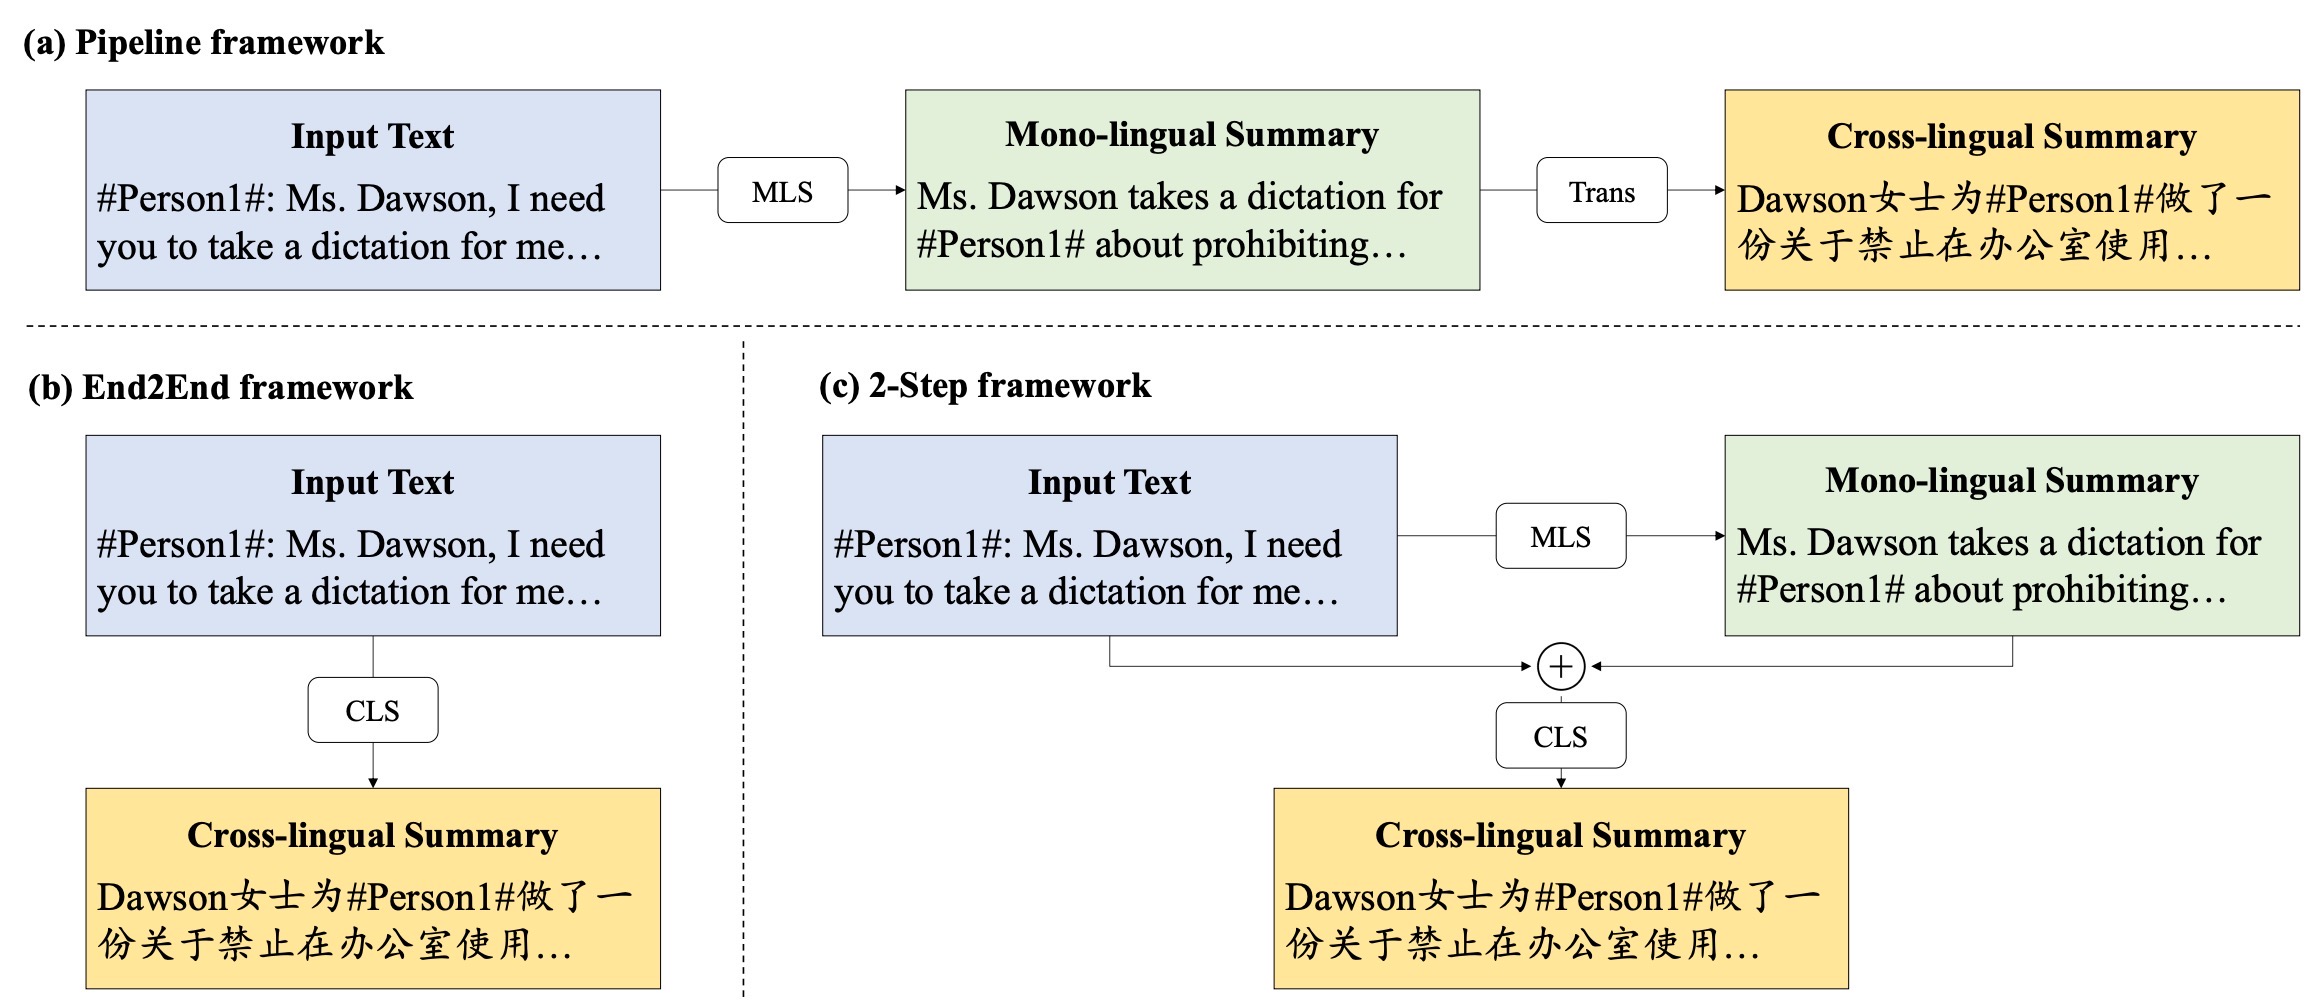 (a) Pipeline framework
Input Text
#Person1#: Ms. Dawson, I need
you to take a dictation for me…
MLS
Mono-lingual Summary
Ms. Dawson takes a dictation for
#Person1# about prohibiting…
Trans
Cross-lingual Summary
Dawson女士为#Person1#做了一
份关于禁止在办公室使用…
(b) End2End framework
Input Text
#Person1#: Ms. Dawson, I need
you to take a dictation for me…
CLS
Cross-lingual Summary
Dawson女士为#Person1#做了一
份关于禁止在办公室使用…
(c) 2-Step framework
Input Text
#Person1#: Ms. Dawson, I need
you to take a dictation for me…
MLS
Mono-lingual Summary
Ms. Dawson takes a dictation for
#Person1# about prohibiting…
+
CLS
Cross-lingual Summary
Dawson女士为#Person1#做了一
份关于禁止在办公室使用…